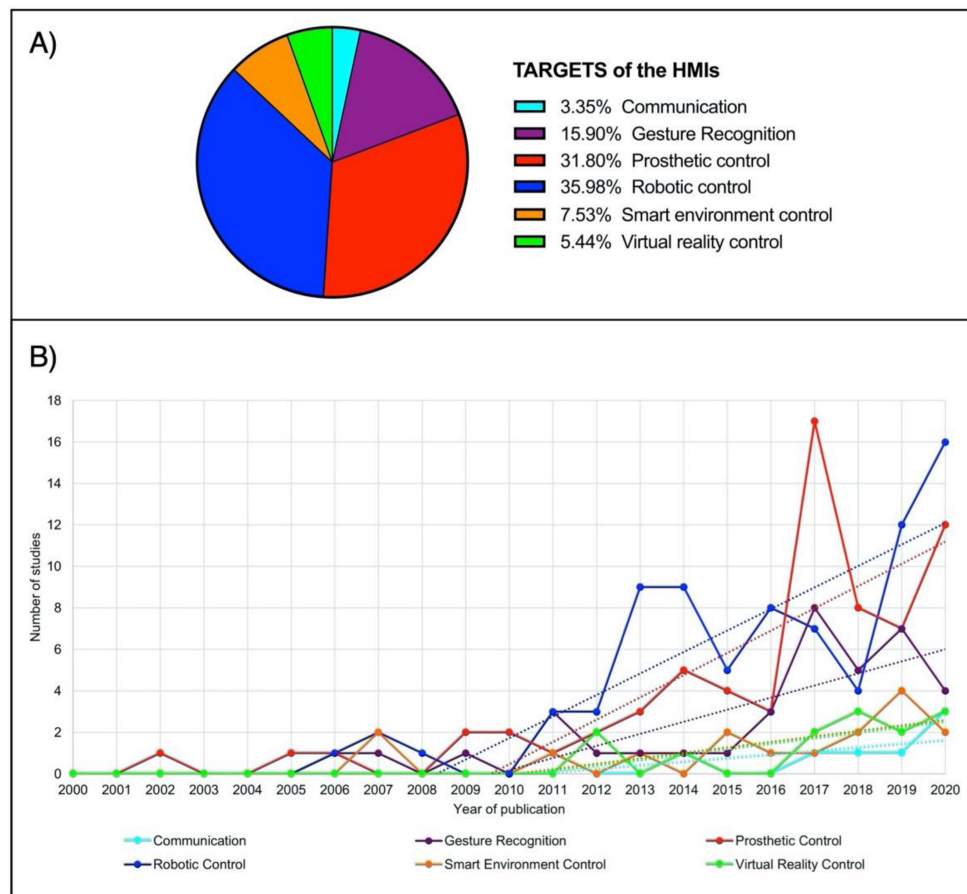 A)
TARGETS of the HMIs
3.35% Communication
15.90% Gesture Recognition
31.80% Prosthetic control
35.98% Robotic control
7.53% Smart environment control
5.44% Virtual reality control
B)
18
16
14
12
10
8
6
4
2
0
Number of studies
2000 2001 2002 2003 2004 2005 2006 2007 2008 2009 2010 2011 2012 2013 2014 2015 2016 2017 2018 2019 2020
Year of publication
Communication Gesture Recognition Prosthetic Control
Robotic Control Smart Environment Control Virtual Reality Control